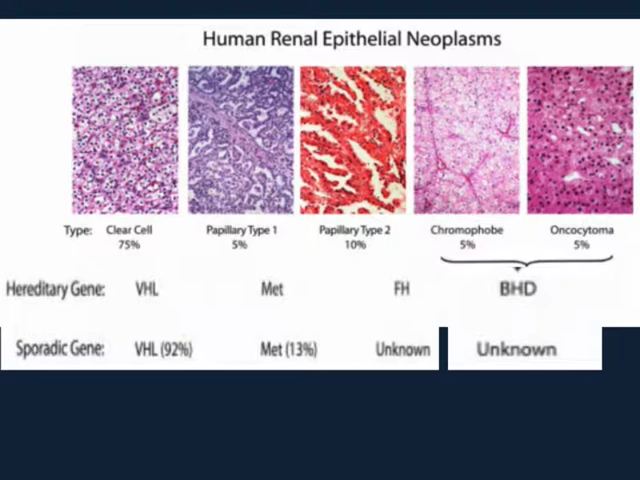 Human Renal Epithelial Neoplasms
Type: Clear Cell Papillary Type 1 Papillary Type 2 Chromophobe Oncocytoma
75% 5% 10% 5% 5%
Hereditary Gene: VHL Met FH BHD
Sporadic Gene: VHL (92%) Met (13%) Unknown Unknown